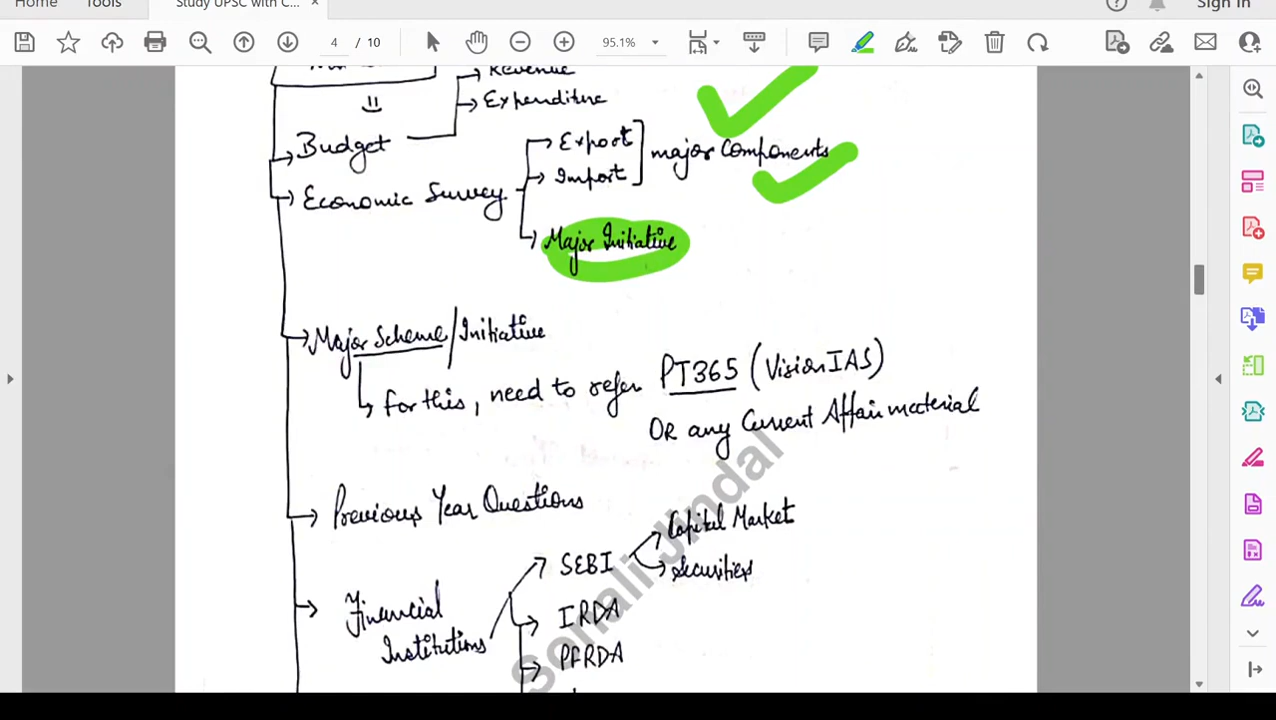 Home Tools Study UPSC with C... × Sign In
4 / 10 95.1%
Revenue
Expenditure
Budget
Export
Import
major Components
Economic Survey
Major Initiative
Major Scheme/Initiative
For this, need to refer PT365 (VisionIAS)
OR any Current Affair material
Previous Year Questions
Capital Market
SEBI
Securities
Financial
Institutions
IRDA
PFRDA
Sonali Jindal